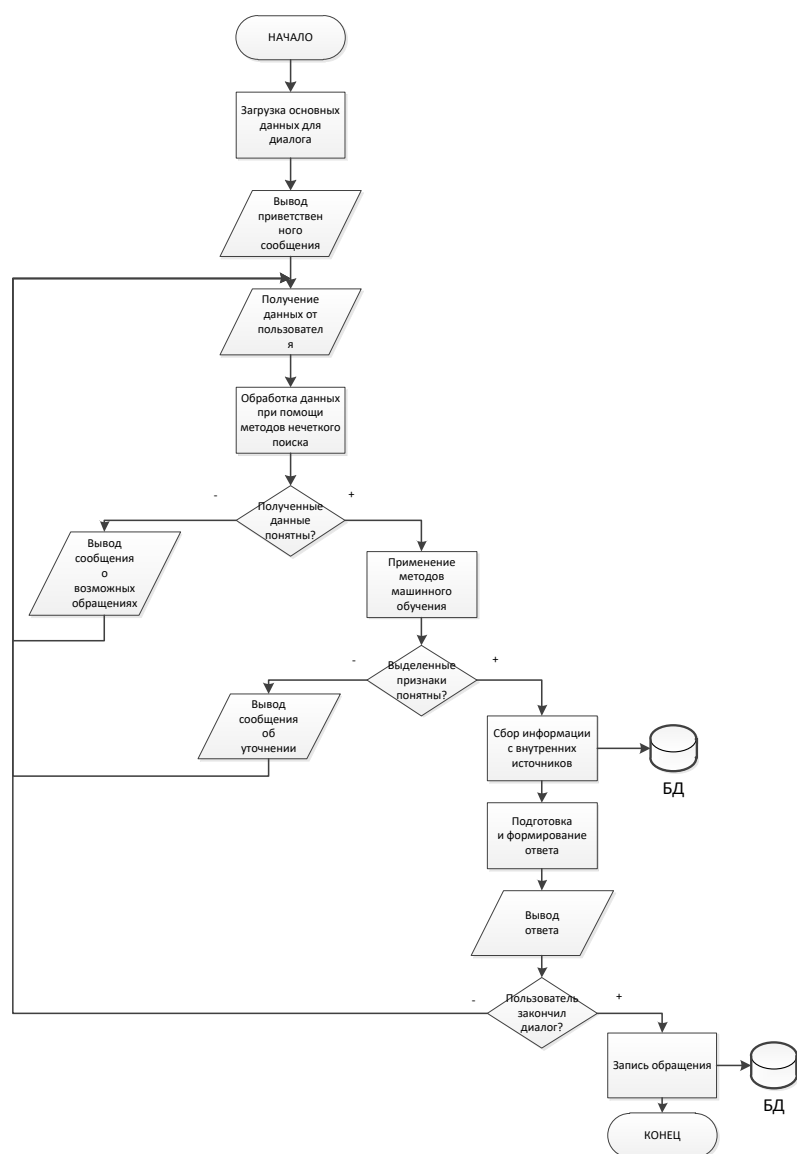 НАЧАЛО
Загрузка основных
данных для
диалога
Вывод
приветствен
ного
сообщения
Получение
данных от
пользовател
я
Обработка данных
при помощи
методов нечеткого
поиска
-
+
Полученные
данные
понятны?
Вывод
сообщения
о
возможных
обращениях
Применение
методов
машинного
обучения
-
+
Выделенные
признаки
понятны?
Вывод
сообщения
об
уточнении
Сбор информации
с внутренних
источников
БД
Подготовка
и формирование
ответа
Вывод
ответа
-
+
Пользователь
закончил
диалог?
Запись обращения
БД
КОНЕЦ